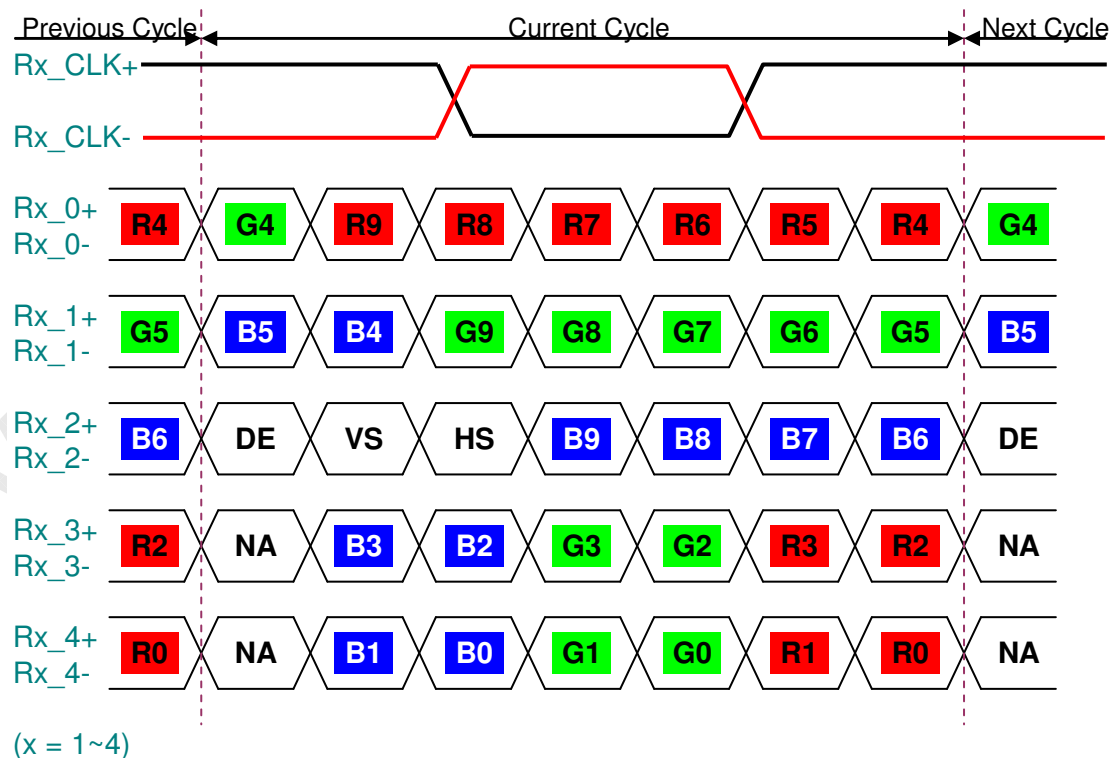 Previous Cycle Current Cycle Next Cycle
Rx_CLK+
Rx_CLK-
Rx_0+
Rx_0-
R4 G4 R9 R8 R7 R6 R5 R4 G4
Rx_1+
Rx_1-
G5 B5 B4 G9 G8 G7 G6 G5 B5
Rx_2+
Rx_2-
B6 DE VS HS B9 B8 B7 B6 DE
Rx_3+
Rx_3-
R2 NA B3 B2 G3 G2 R3 R2 NA
Rx_4+
Rx_4-
R0 NA B1 B0 G1 G0 R1 R0 NA
(x = 1~4)